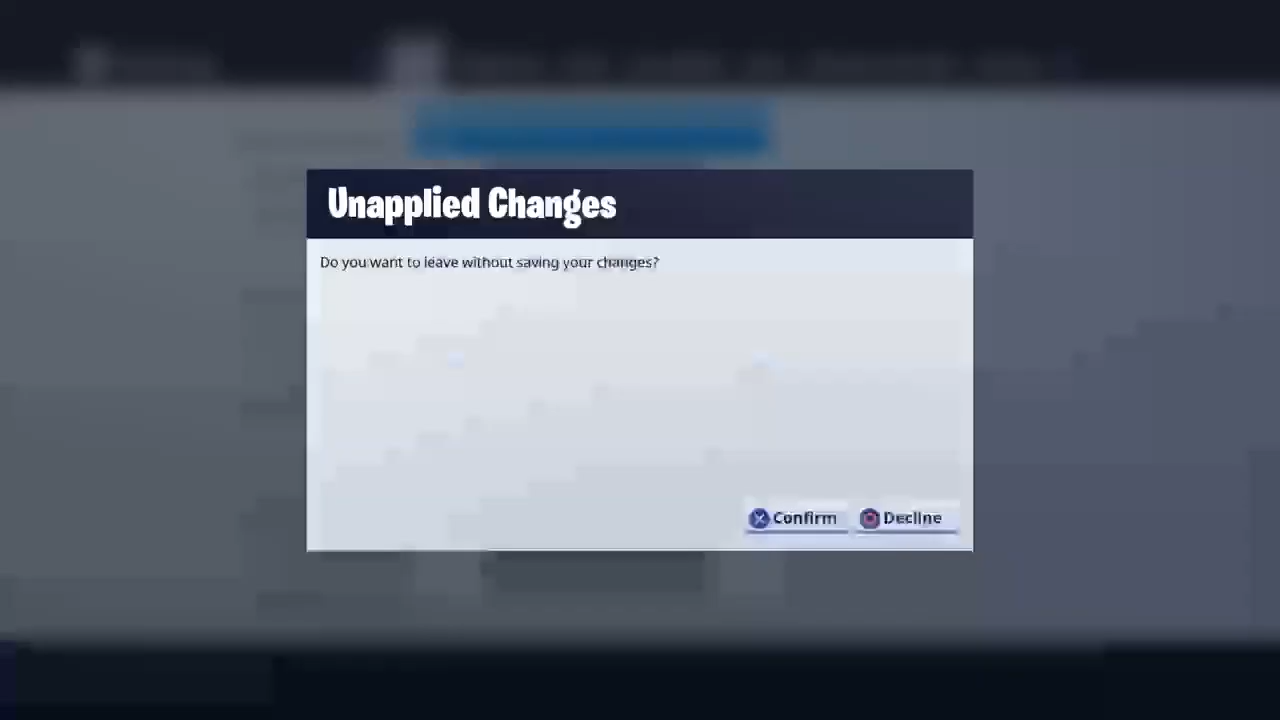 Unapplied Changes
Do you want to leave without saving your changes?
Confirm
Decline